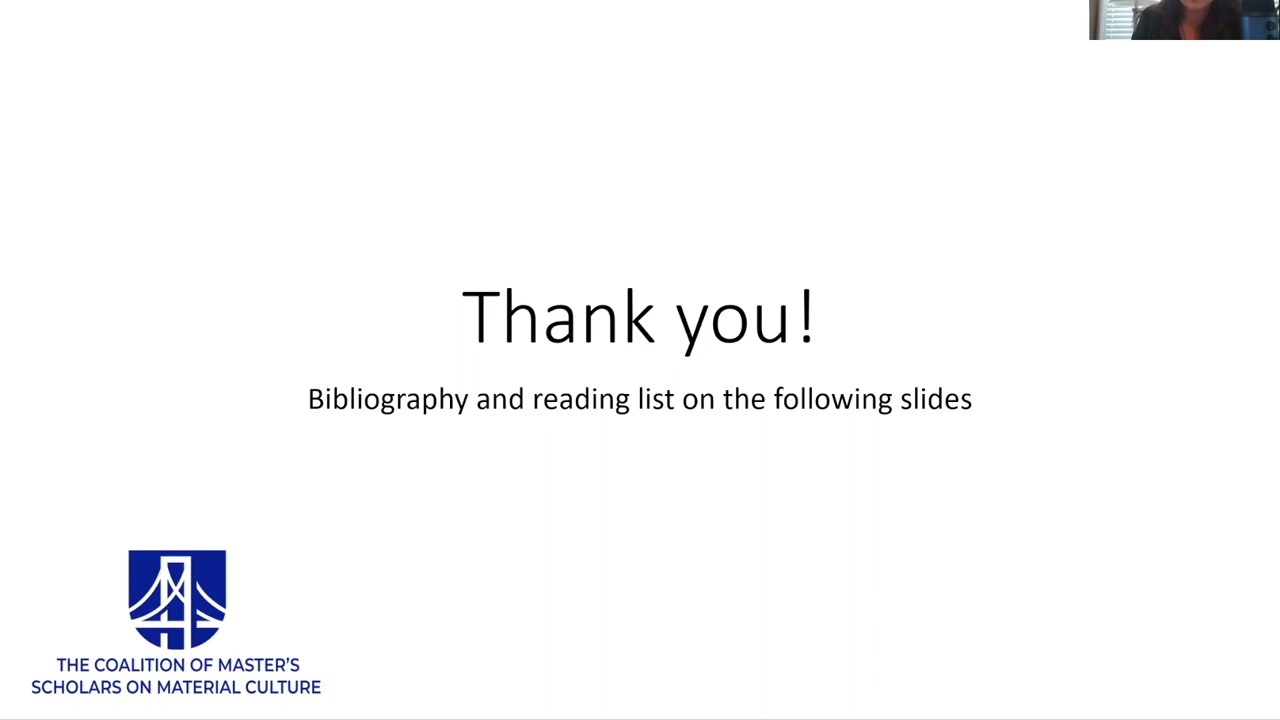 Thank you!
Bibliography and reading list on the following slides
THE COALITION OF MASTER'S
SCHOLARS ON MATERIAL CULTURE